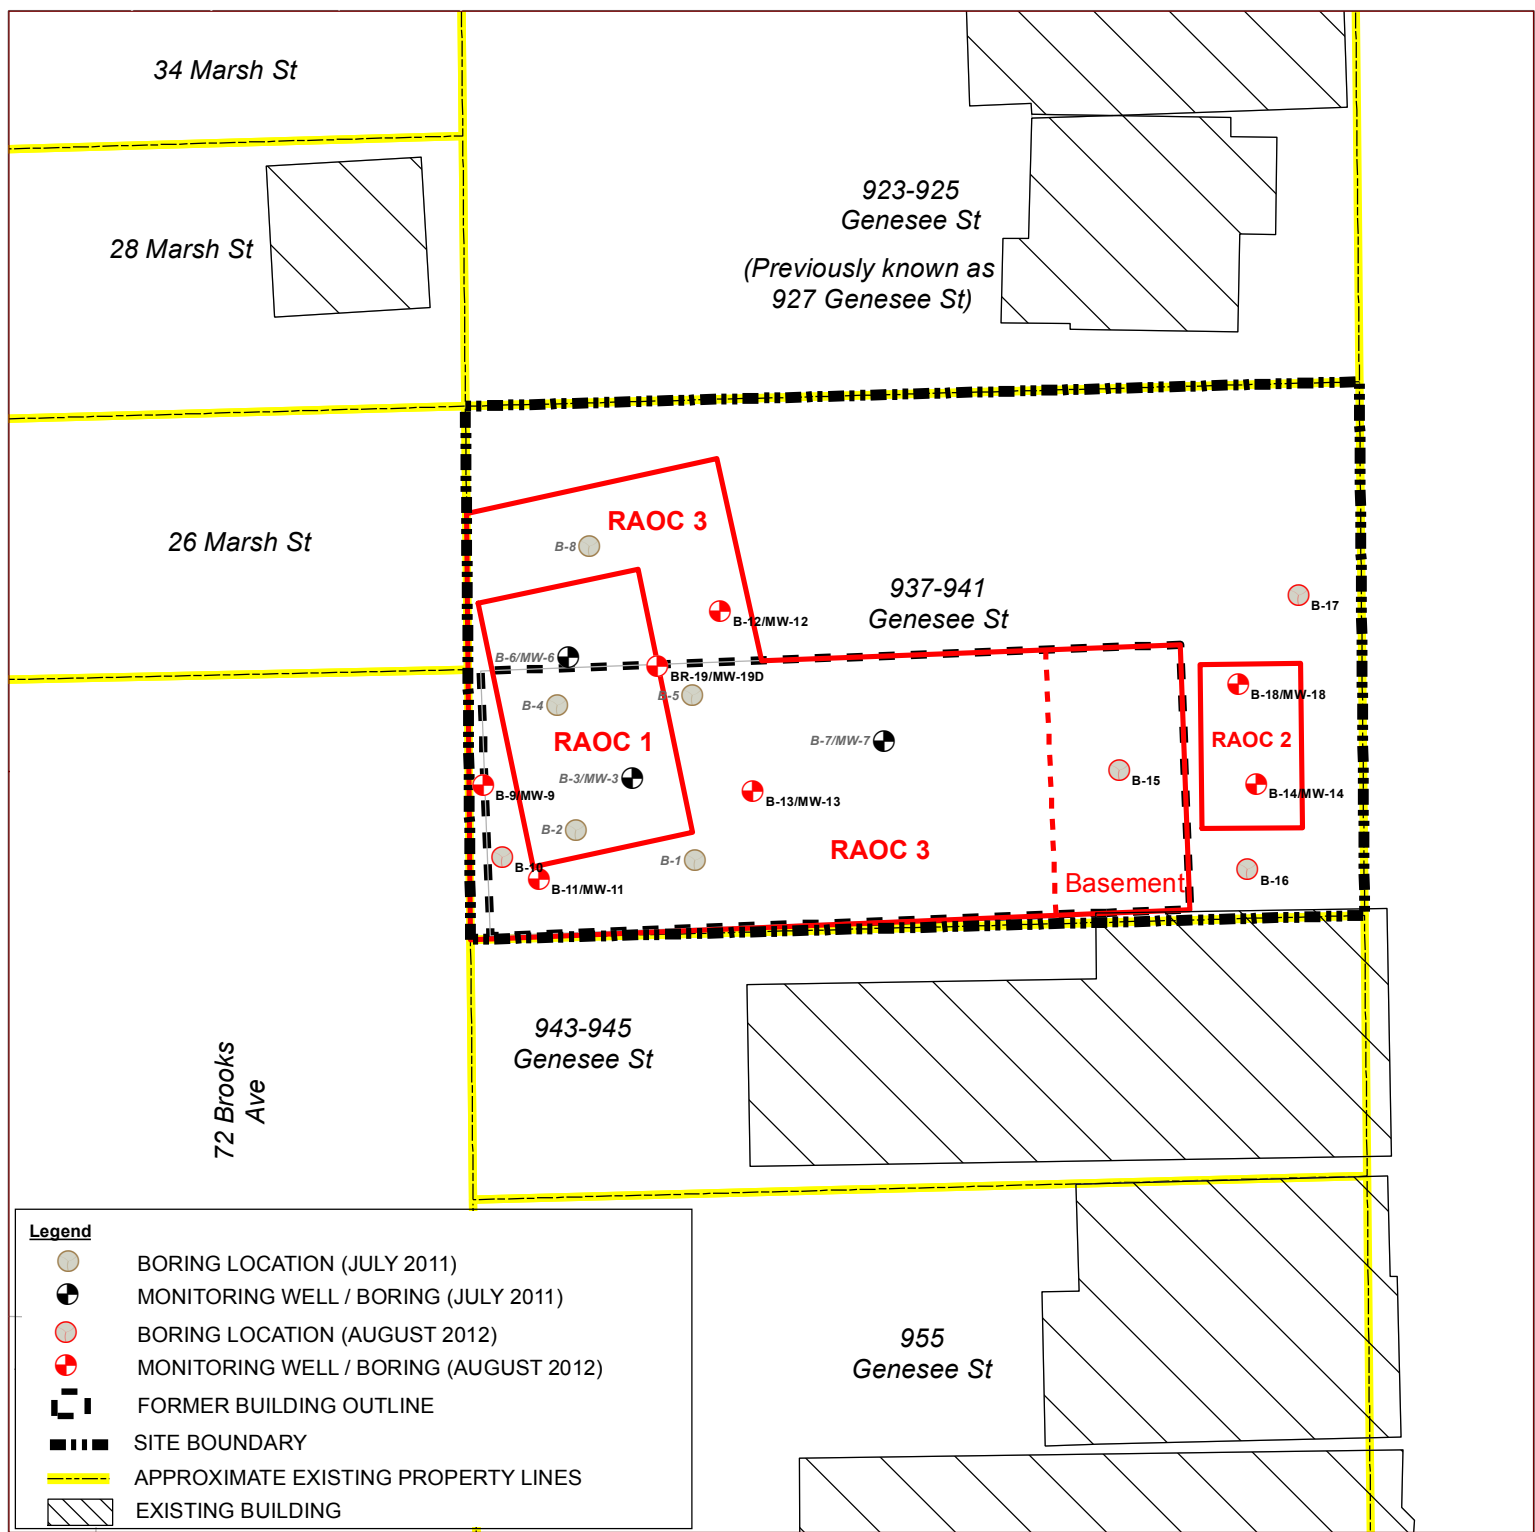 34 Marsh St
923-925
Genesee St
28 Marsh St
(Previously known as
927 Genesee St)
26 Marsh St
RAOC 3
B-8
937-941
Genesee St
B-17
B-12/MW-12
B-6/MW-6
BR-19/MW-19D
B-5
B-18/MW-18
B-4
RAOC 1
B-7/MW-7
RAOC 2
B-3/MW-3
B-15
B-9/MW-9
B-13/MW-13
B-14/MW-14
B-2
RAOC 3
B-1
B-10
B-16
B-11/MW-11
Basement
943-945
Genesee St
72 Brooks
Ave
955
Genesee St
Legend
BORING LOCATION (JULY 2011)
MONITORING WELL / BORING (JULY 2011)
BORING LOCATION (AUGUST 2012)
MONITORING WELL / BORING (AUGUST 2012)
FORMER BUILDING OUTLINE
SITE BOUNDARY
APPROXIMATE EXISTING PROPERTY LINES
EXISTING BUILDING